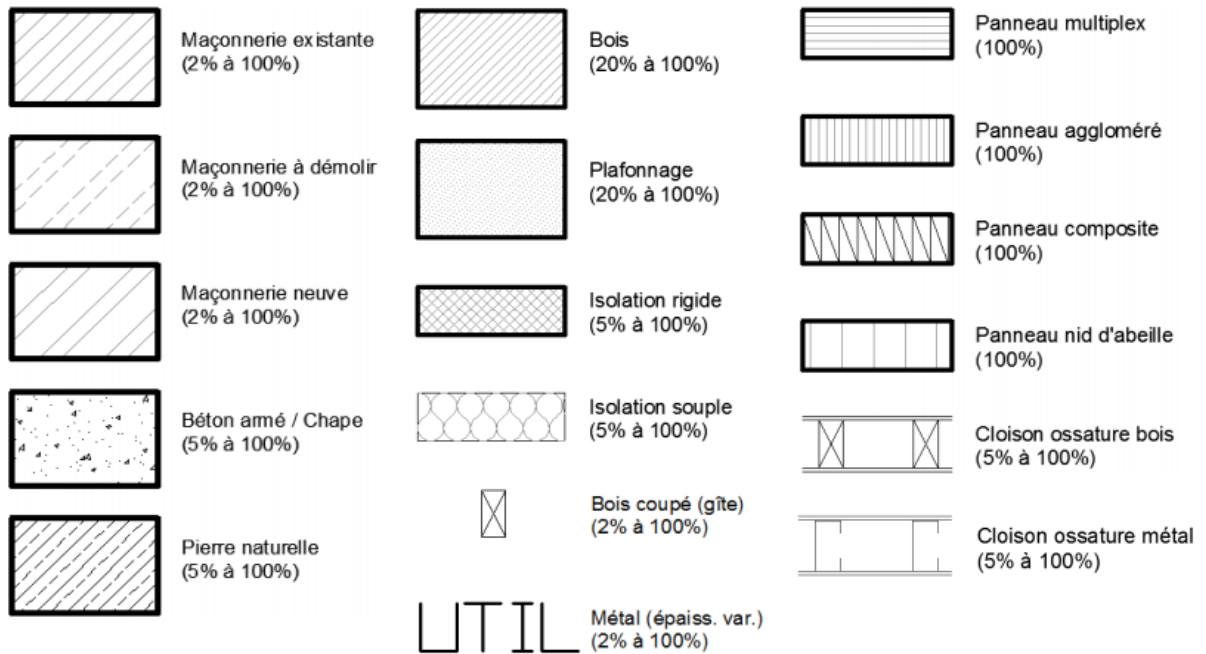 Maçonnerie existante
(2% à 100%)
Maçonnerie à démolir
(2% à 100%)
Maçonnerie neuve
(2% à 100%)
Béton armé / Chape
(5% à 100%)
Pierre naturelle
(5% à 100%)
Bois
(20% à 100%)
Plafonnage
(20% à 100%)
Isolation rigide
(5% à 100%)
Isolation souple
(5% à 100%)
Bois coupé (gîte)
(2% à 100%)
Métal (épaiss. var.)
(2% à 100%)
Panneau multiplex
(100%)
Panneau aggloméré
(100%)
Panneau composite
(100%)
Panneau nid d'abeille
(100%)
Cloison ossature bois
(5% à 100%)
Cloison ossature métal
(5% à 100%)